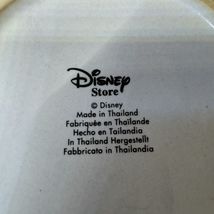 Disney
Store
© Disney
Made in Thailand
Fabriquée en Thaïlande
Hecho en Tailandia
In Thailand Hergestellt
Fabbricato in Thailandia